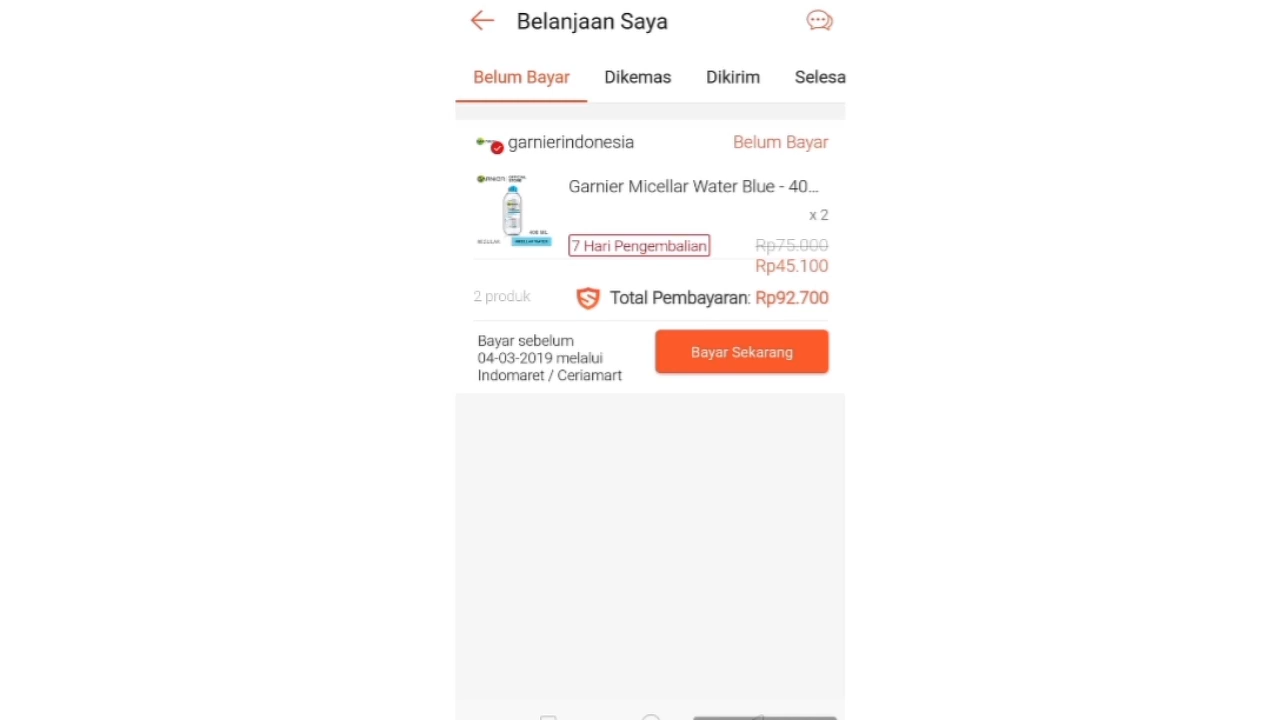 Belanjaan Saya
Belum Bayar Dikemas Dikirim Selesa
garnierindonesia Belum Bayar
Garnier Micellar Water Blue - 40...
x 2
7 Hari Pengembalian Rp75.000
Rp45.100
2 produk Total Pembayaran: Rp92.700
Bayar sebelum
04-03-2019 melalui
Indomaret / Ceriamart
Bayar Sekarang